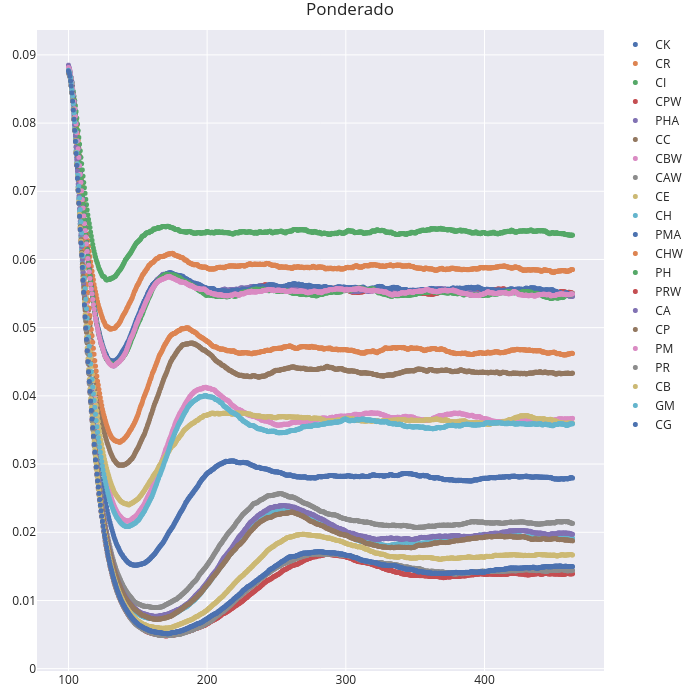 Ponderado
0.09
0.08
0.07
0.06
0.05
0.04
0.03
0.02
0.01
0
100
200
300
400
CK
CR
CI
CPW
PHA
CC
CBW
CAW
CE
CH
PMA
CHW
PH
PRW
CA
CP
PM
PR
CB
GM
CG